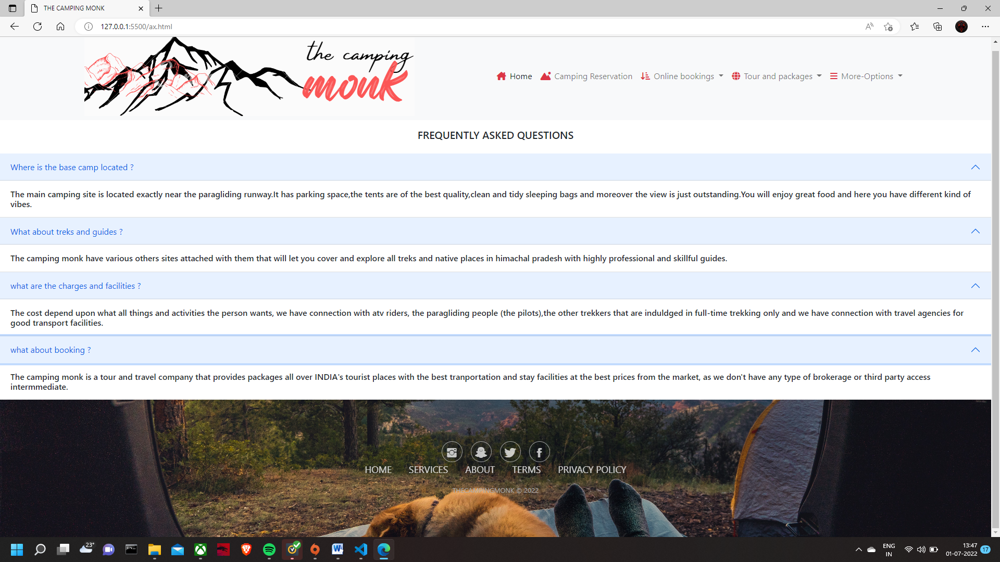 THE CAMPING MONK
127.0.0.1:5500/ax.html
the camping
monk
Home Camping Reservation Online bookings Tour and packages More-Options
FREQUENTLY ASKED QUESTIONS
Where is the base camp located ?
The main camping site is located exactly near the paragliding runway.It has parking space,the tents are of the best quality,clean and tidy sleeping bags and moreover the view is just outstanding.You will enjoy great food and here you have different kind of
vibes.
What about treks and guides ?
The camping monk have various others sites attached with them that will let you cover and explore all treks and native places in himachal pradesh with highly professional and skillful guides.
what are the charges and facilities ?
The cost depend upon what all things and activities the person wants, we have connection with atv riders, the paragliding people (the pilots),the other trekkers that are induldged in full-time trekking only and we have connection with travel agencies for
good transport facilities.
what about booking ?
The camping monk is a tour and travel company that provides packages all over INDIA's tourist places with the best tranportation and stay facilities at the best prices from the market, as we don't have any type of brokerage or third party access
intermmediate.
HOME SERVICES ABOUT TERMS PRIVACY POLICY
THECAMPINGMONK © 2022
23°
ENG
IN
13:47
01-07-2022
17